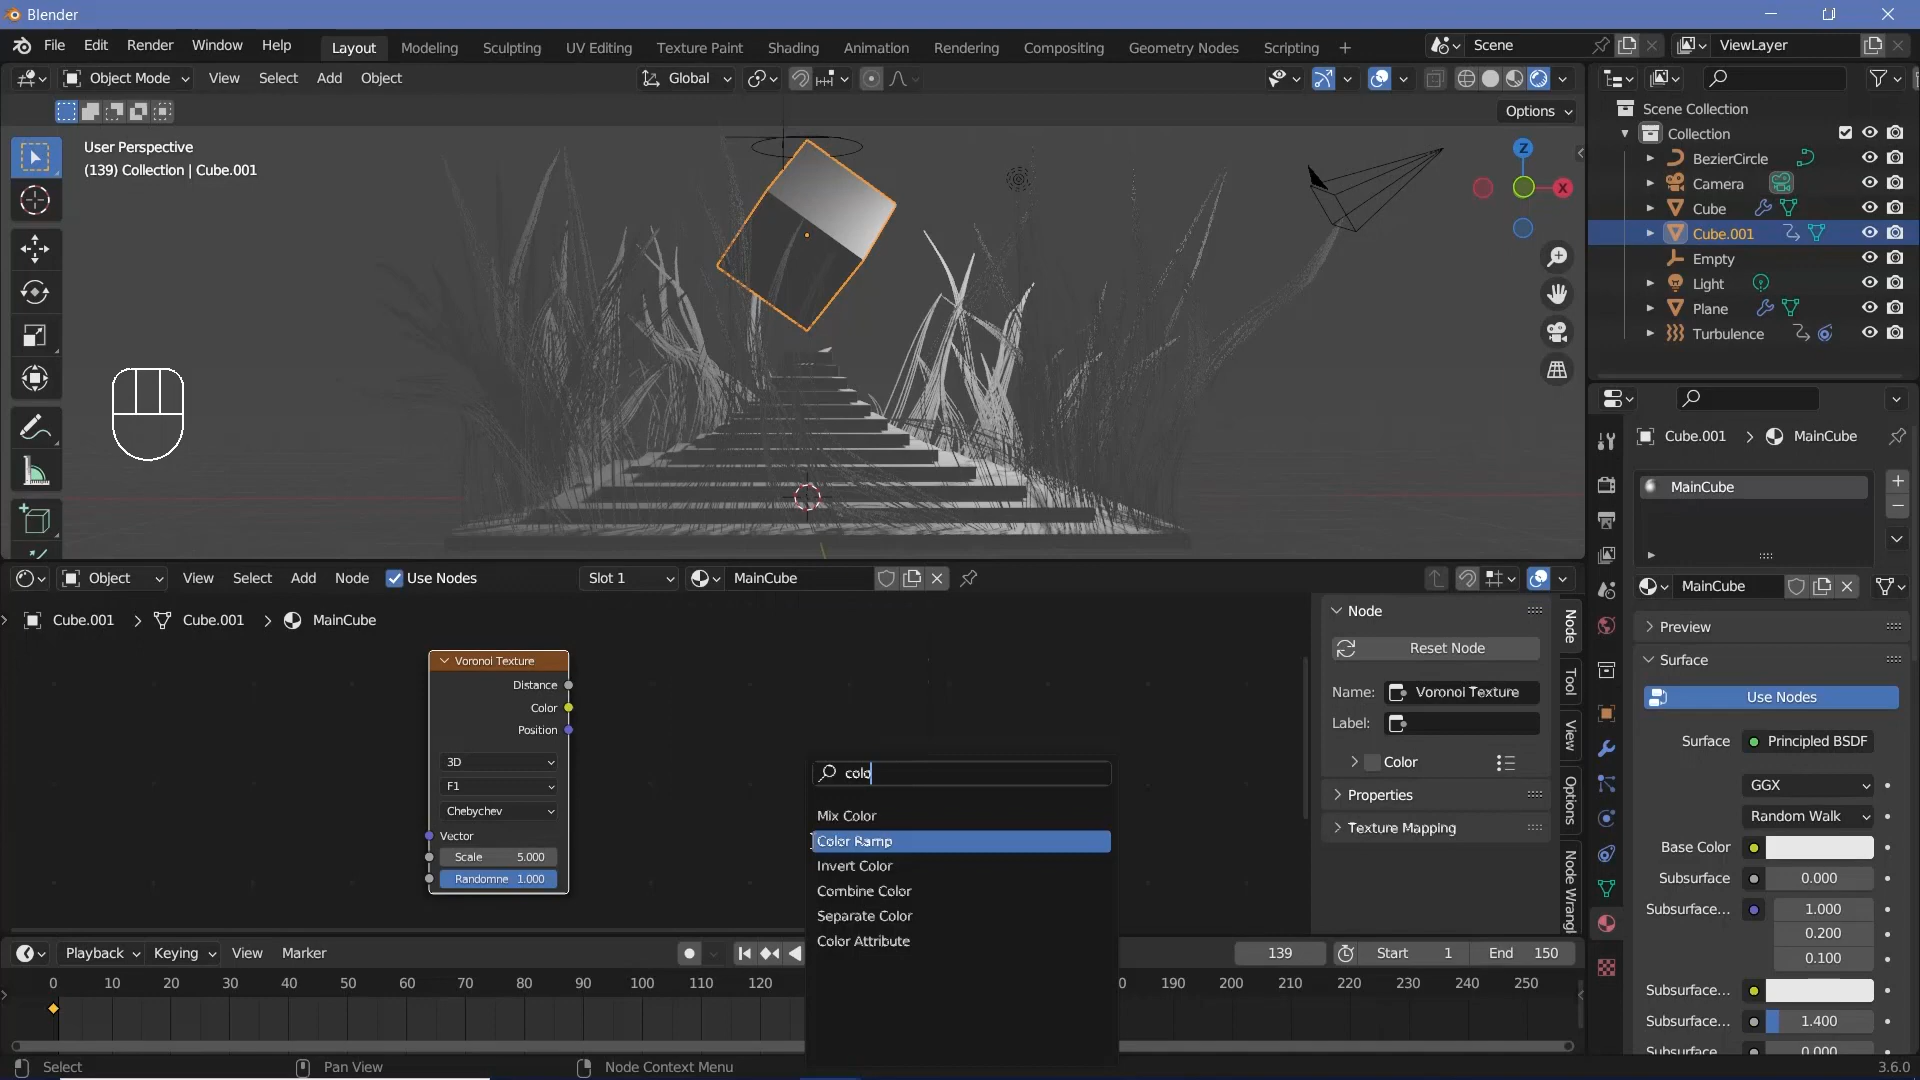 Blender
File Edit Render Window Help Layout Modeling Sculpting UV Editing Texture Paint Shading Animation Rendering Compositing Geometry Nodes Scripting + Scene ViewLayer
Object Mode View Select Add Object Global
Options
User Perspective
(139) Collection | Cube.001
Z
X
Scene Collection
Collection
BezierCircle
Camera
Cube
Cube.001
Empty
Light
Plane
Turbulence
Cube.001 > MainCube
MainCube
MainCube
Preview
Surface
Use Nodes
Surface Principled BSDF
GGX
Random Walk
Base Color
Subsurface 0.000
Subsurface... 1.000
0.200
0.100
Subsurface...
Subsurface... 1.400
Subsurface... 0.000
Object View Select Add Node Use Nodes Slot 1 MainCube
Cube.001 > Cube.001 > MainCube
Voronoi Texture
Distance
Color
Position
3D
F1
Chebychev
Vector
Scale 5.000
Randomne 1.000
colo
Mix Color
Color Ramp
Invert Color
Combine Color
Separate Color
Color Attribute
Node
Reset Node
Name: Voronoi Texture
Label:
Color
Properties
Texture Mapping
Node
Tool
View
Options
Node Wrangl
Playback Keying View Marker 139 Start 1 End 150
0 10 20 30 40 50 60 70 80 90 100 110 120 0 190 200 210 220 230 240 250
Select Pan View Node Context Menu 3.6.0